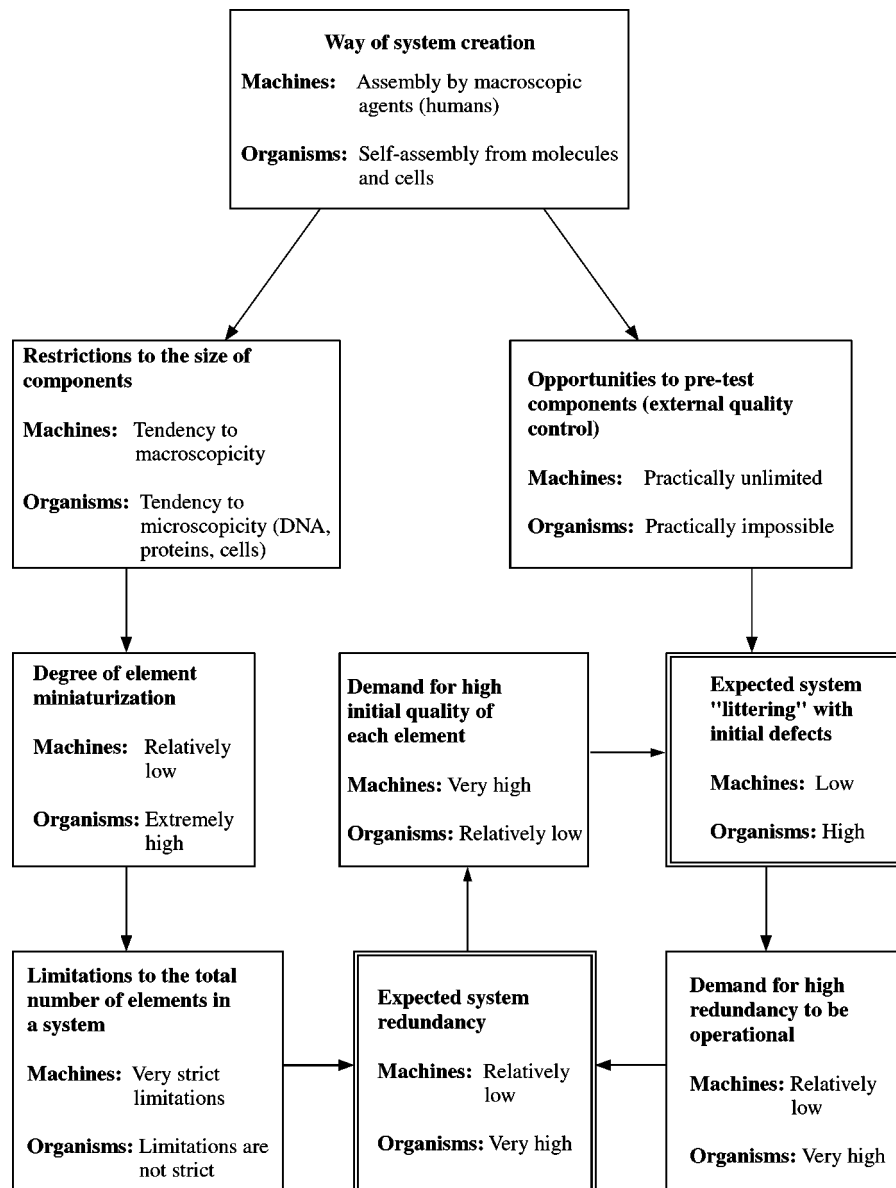 Way of system creation
Machines: Assembly by macroscopic
agents (humans)
Organisms: Self-assembly from molecules
and cells
Restrictions to the size of
components
Machines: Tendency to
macroscopicity
Organisms: Tendency to
microscopicity (DNA,
proteins, cells)
Opportunities to pre-test
components (external quality
control)
Machines: Practically unlimited
Organisms: Practically impossible
Degree of element
miniaturization
Machines: Relatively
low
Organisms: Extremely
high
Demand for high
initial quality of
each element
Machines: Very high
Organisms: Relatively low
Expected system
"littering" with
initial defects
Machines: Low
Organisms: High
Limitations to the total
number of elements in
a system
Machines: Very strict
limitations
Organisms: Limitations are
not strict
Expected system
redundancy
Machines: Relatively
low
Organisms: Very high
Demand for high
redundancy to be
operational
Machines: Relatively
low
Organisms: Very high